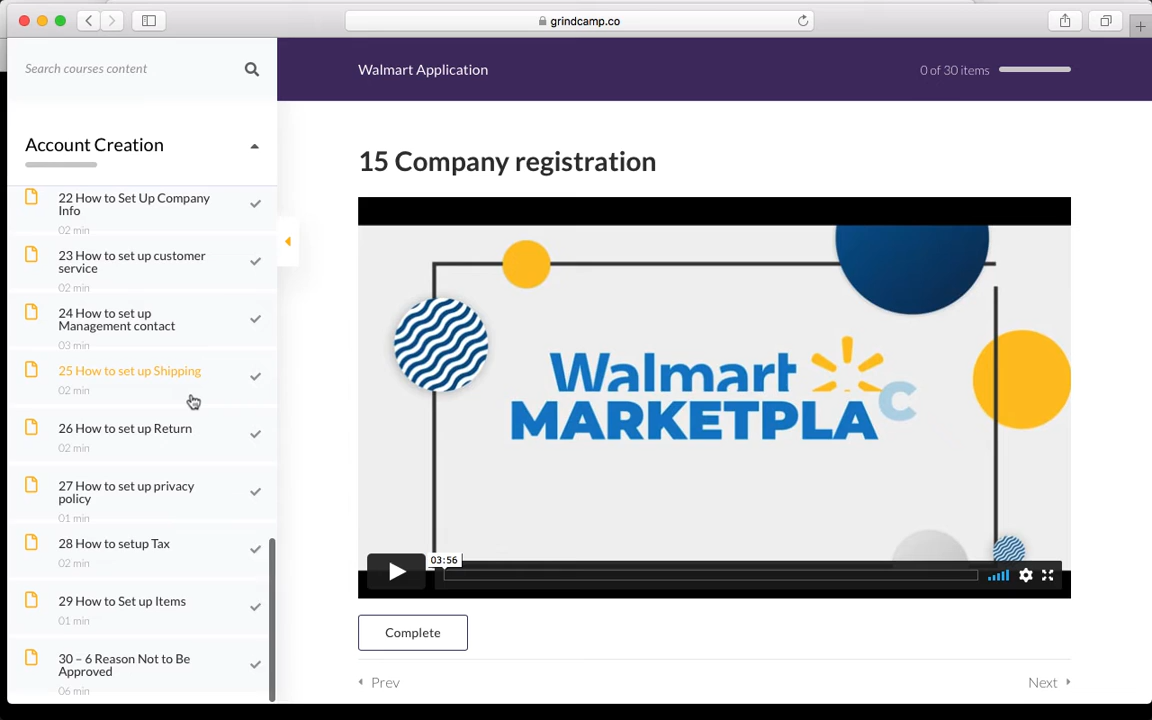 grindcamp.co
Search courses content
Walmart Application
0 of 30 items
Account Creation
22 How to Set Up Company
Info
02 min
23 How to set up customer
service
02 min
24 How to set up
Management contact
03 min
25 How to set up Shipping
02 min
26 How to set up Return
02 min
27 How to set up privacy
policy
01 min
28 How to setup Tax
02 min
29 How to Set up Items
01 min
30 – 6 Reason Not to Be
Approved
06 min
15 Company registration
Walmart
MARKETPLAC
03:56
Complete
Prev
Next